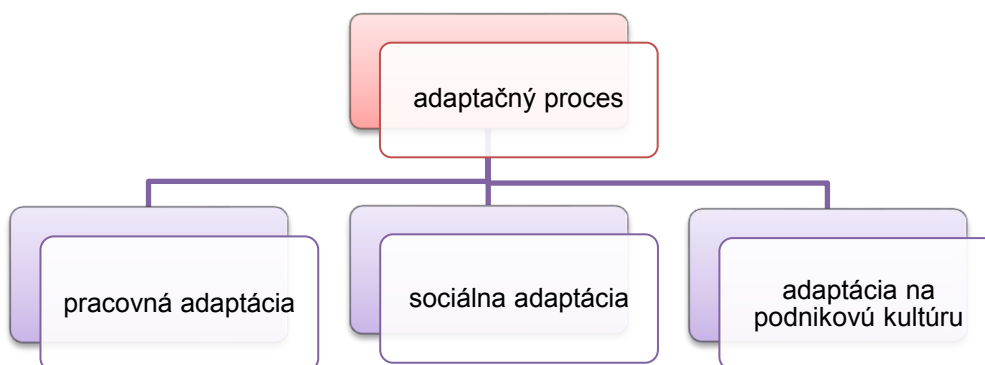 adaptačný proces
pracovná adaptácia
sociálna adaptácia
adaptácia na
podnikovú kultúru